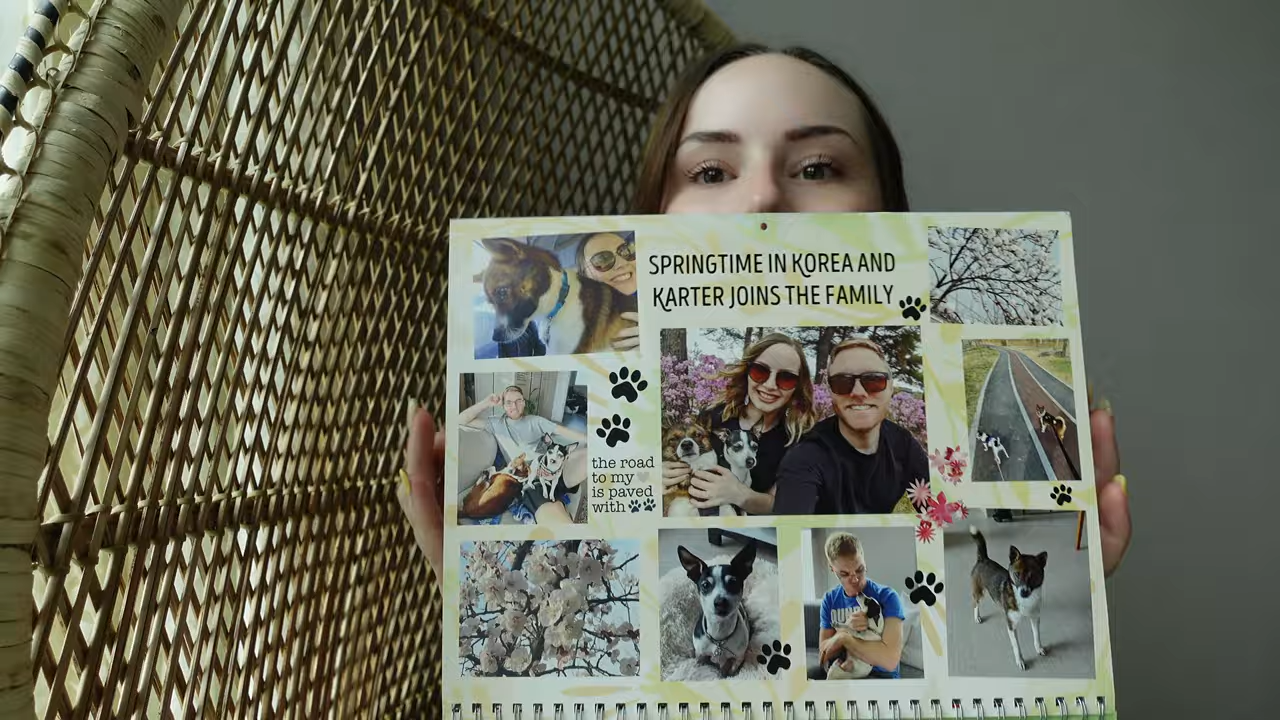 SPRINGTIME IN KOREA AND
KARTER JOINS THE FAMILY
the road
to my
is paved
with